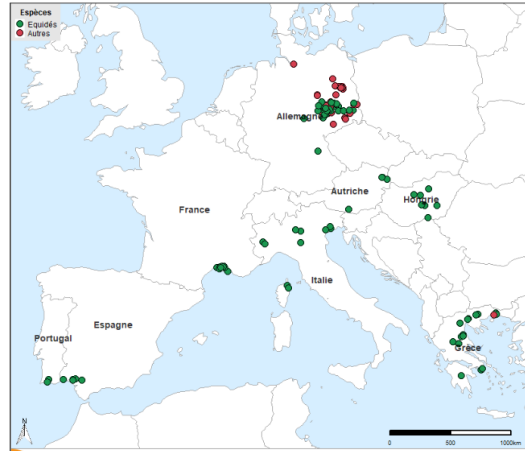 Espèces
Equidés
Autres
Allemagne
Autriche
Hongrie
France
Italie
Espagne
Portugal
Grèce
N
0 500 1000km